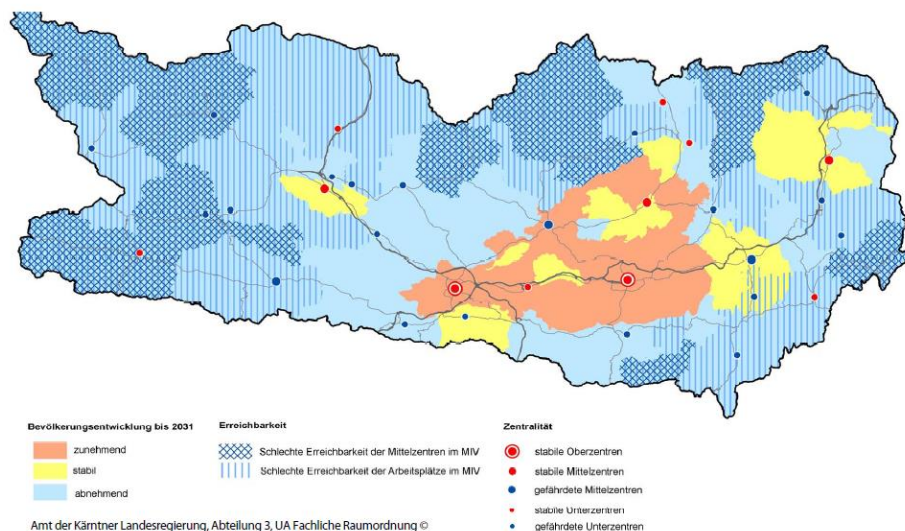 Bevölkerungsentwicklung bis 2031
zunehmend
stabil
abnehmend
Erreichbarkeit
Schlechte Erreichbarkeit der Mittelzentren im MIV
Schlechte Erreichbarkeit der Arbeitsplätze im MIV
Zentralität
stabile Oberzentren
stabile Mittelzentren
gefährdete Mittelzentren
stabile Unterzentren
gefährdete Unterzentren
Amt der Kärntner Landesregierung, Abteilung 3, UA Fachliche Raumordnung ©